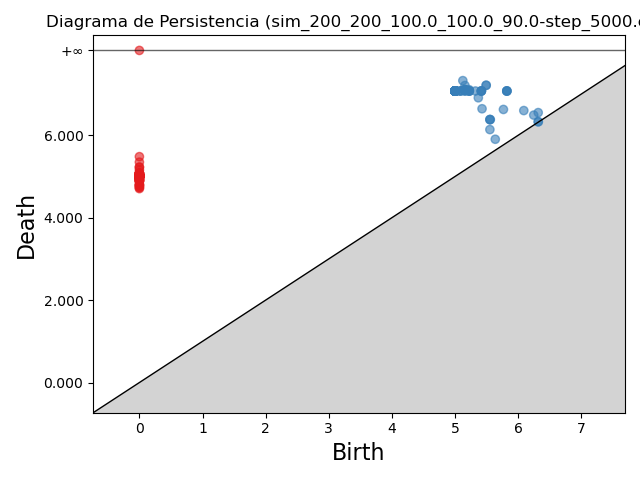 Diagrama de Persistencia (sim_200_200_100.0_100.0_90.0-step_5000.
+∞
6.000
4.000
2.000
0.000
Death
0 1 2 3 4 5 6 7
Birth